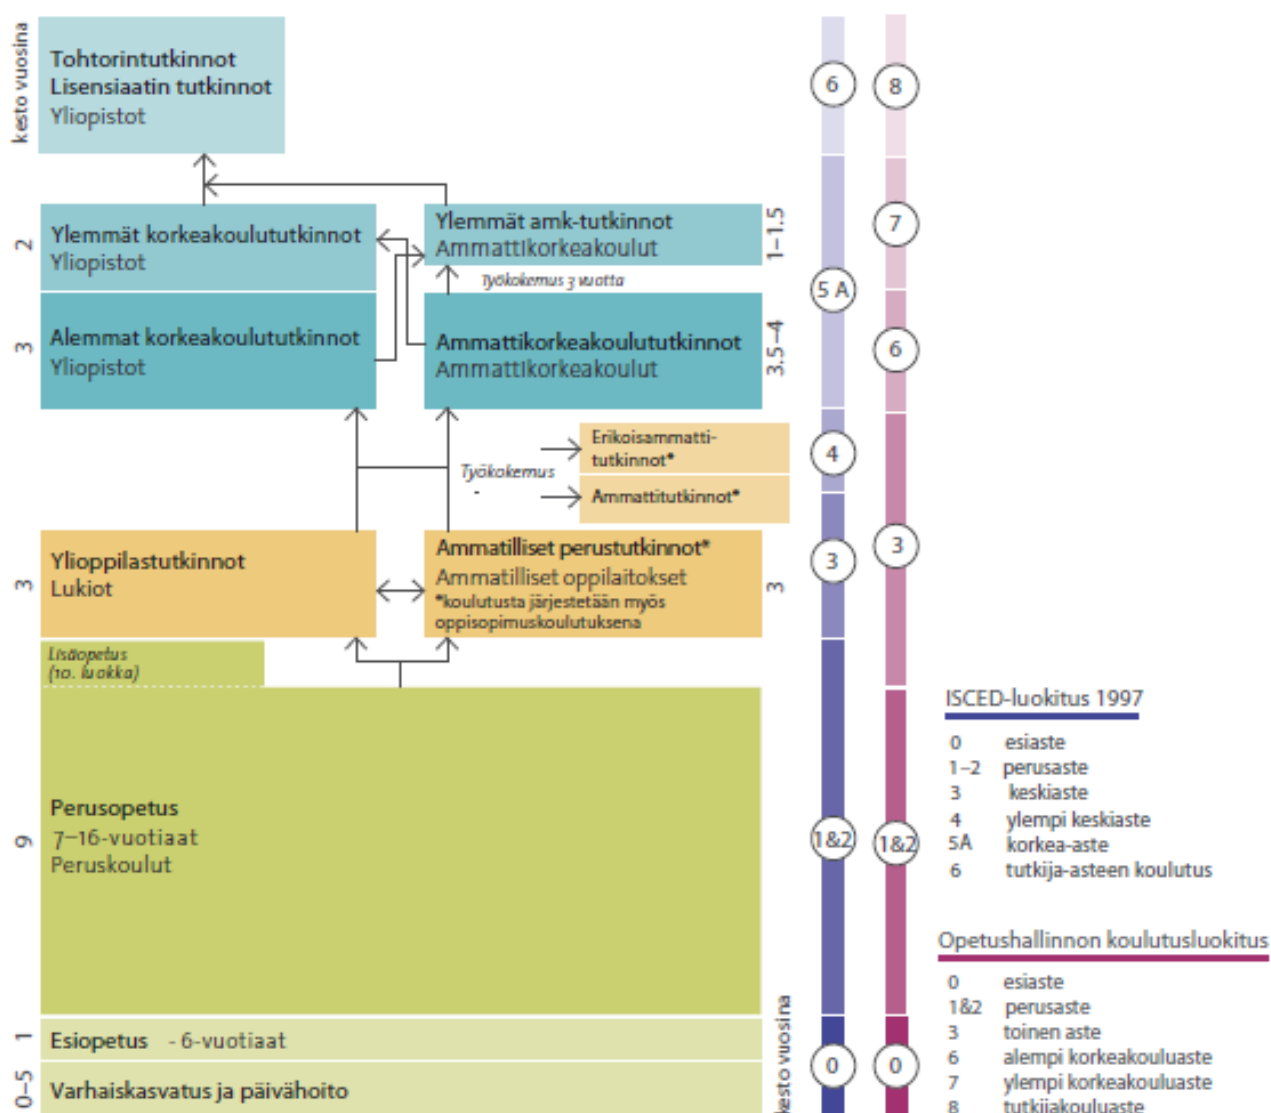 kesto vuosina
Tohtorintutkinnot
Lisensiaatin tutkinnot
Yliopistot
2
Ylemmät korkeakoulututkinnot
Yliopistot
Ylemmät amk-tutkinnot
Ammattikorkeakoulut
1–1.5
Työkokemus 3 vuotta
3
Alemmat korkeakoulututkinnot
Yliopistot
Ammattikorkeakoulututkinnot
Ammattikorkeakoulut
3.5–4
Työkokemus
-
Erikoisammatti-
tutkinnot*
Ammattitutkinnot*
3
Ylioppilastutkinnot
Lukiot
Ammatilliset perustutkinnot*
Ammatilliset oppilaitokset
*koulutusta järjestetään myös
oppisopimuskoulutuksena
3
Lisäopetus
(10. luokka)
9
Perusopetus
7–16-vuotiaat
Peruskoulut
1
Esiopetus - 6-vuotiaat
0–5
Varhaiskasvatus ja päivähoito
kesto vuosina
6
5 A
4
3
1&2
0
8
7
6
3
1&2
0
ISCED-luokitus 1997
0 esiaste
1–2 perusaste
3 keskiaste
4 ylempi keskiaste
5A korkea-aste
6 tutkija-asteen koulutus
Opetushallinnon koulutusluokitus
0 esiaste
1&2 perusaste
3 toinen aste
6 alempi korkeakouluaste
7 ylempi korkeakouluaste
8 tutkijakouluaste